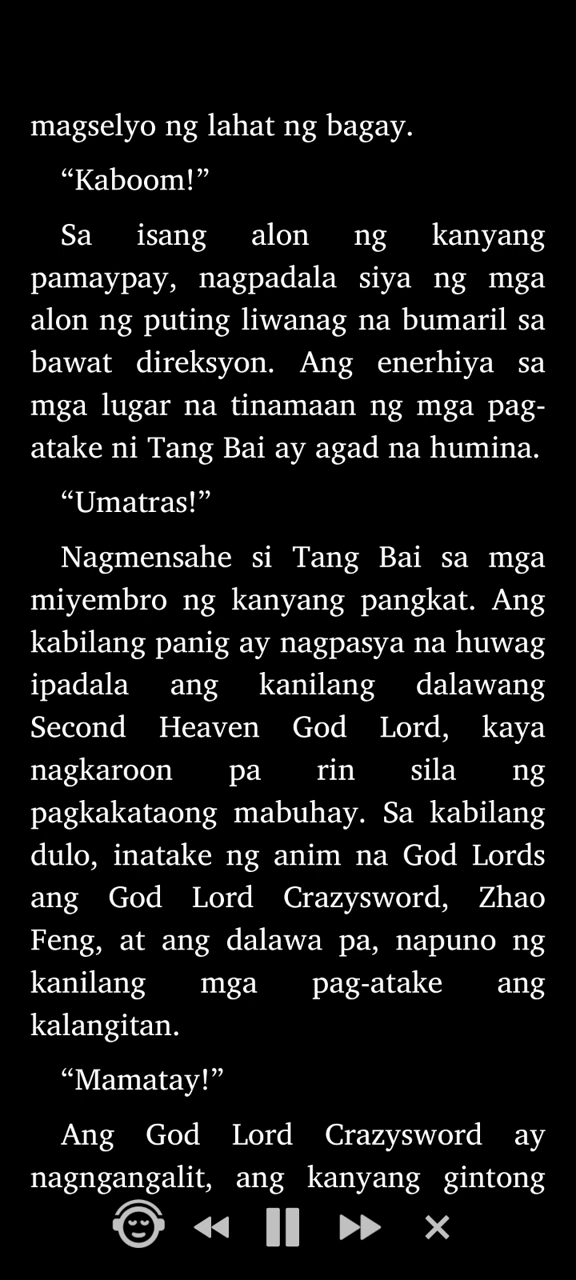 magselyo ng lahat ng bagay.
“Kaboom!”
Sa isang alon ng kanyang
pamaypay, nagpadala siya ng mga
alon ng puting liwanag na bumaril sa
bawat direksyon. Ang enerhiya sa
mga lugar na tinamaan ng mga pag-
atake ni Tang Bai ay agad na humina.
“Umatras!”
Nagmensahe si Tang Bai sa mga
miyembro ng kanyang pangkat. Ang
kabilang panig ay nagpasya na huwag
ipadala ang kanilang dalawang
Second Heaven God Lord, kaya
nagkaroon pa rin sila ng
pagkakataong mabuhay. Sa kabilang
dulo, inatake ng anim na God Lords
ang God Lord Crazysword, Zhao
Feng, at ang dalawa pa, napuno ng
kanilang mga pag-atake ang
kalangitan.
“Mamatay!”
Ang God Lord Crazysword ay
nagngangalit, ang kanyang gintong